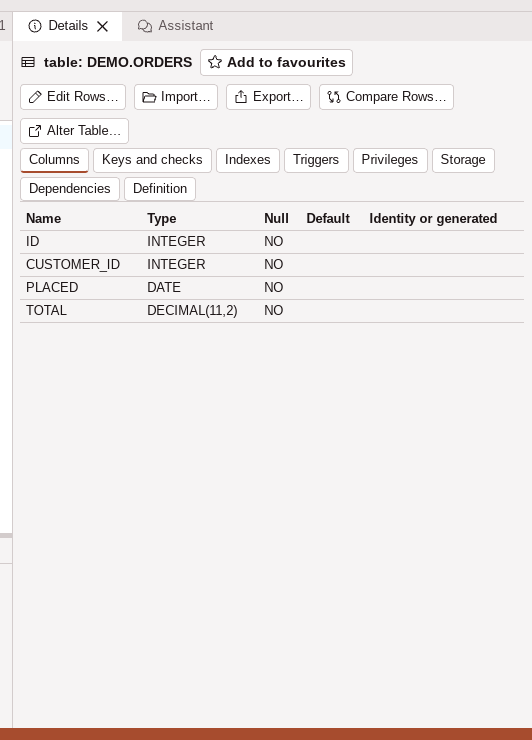 1 Details Assistant
table: DEMO.ORDERS Add to favourites
Edit Rows… Import… Export… Compare Rows…
Alter Table…
Columns Keys and checks Indexes Triggers Privileges Storage
Dependencies Definition
Name Type Null Default Identity or generated
ID INTEGER NO
CUSTOMER_ID INTEGER NO
PLACED DATE NO
TOTAL DECIMAL(11,2) NO